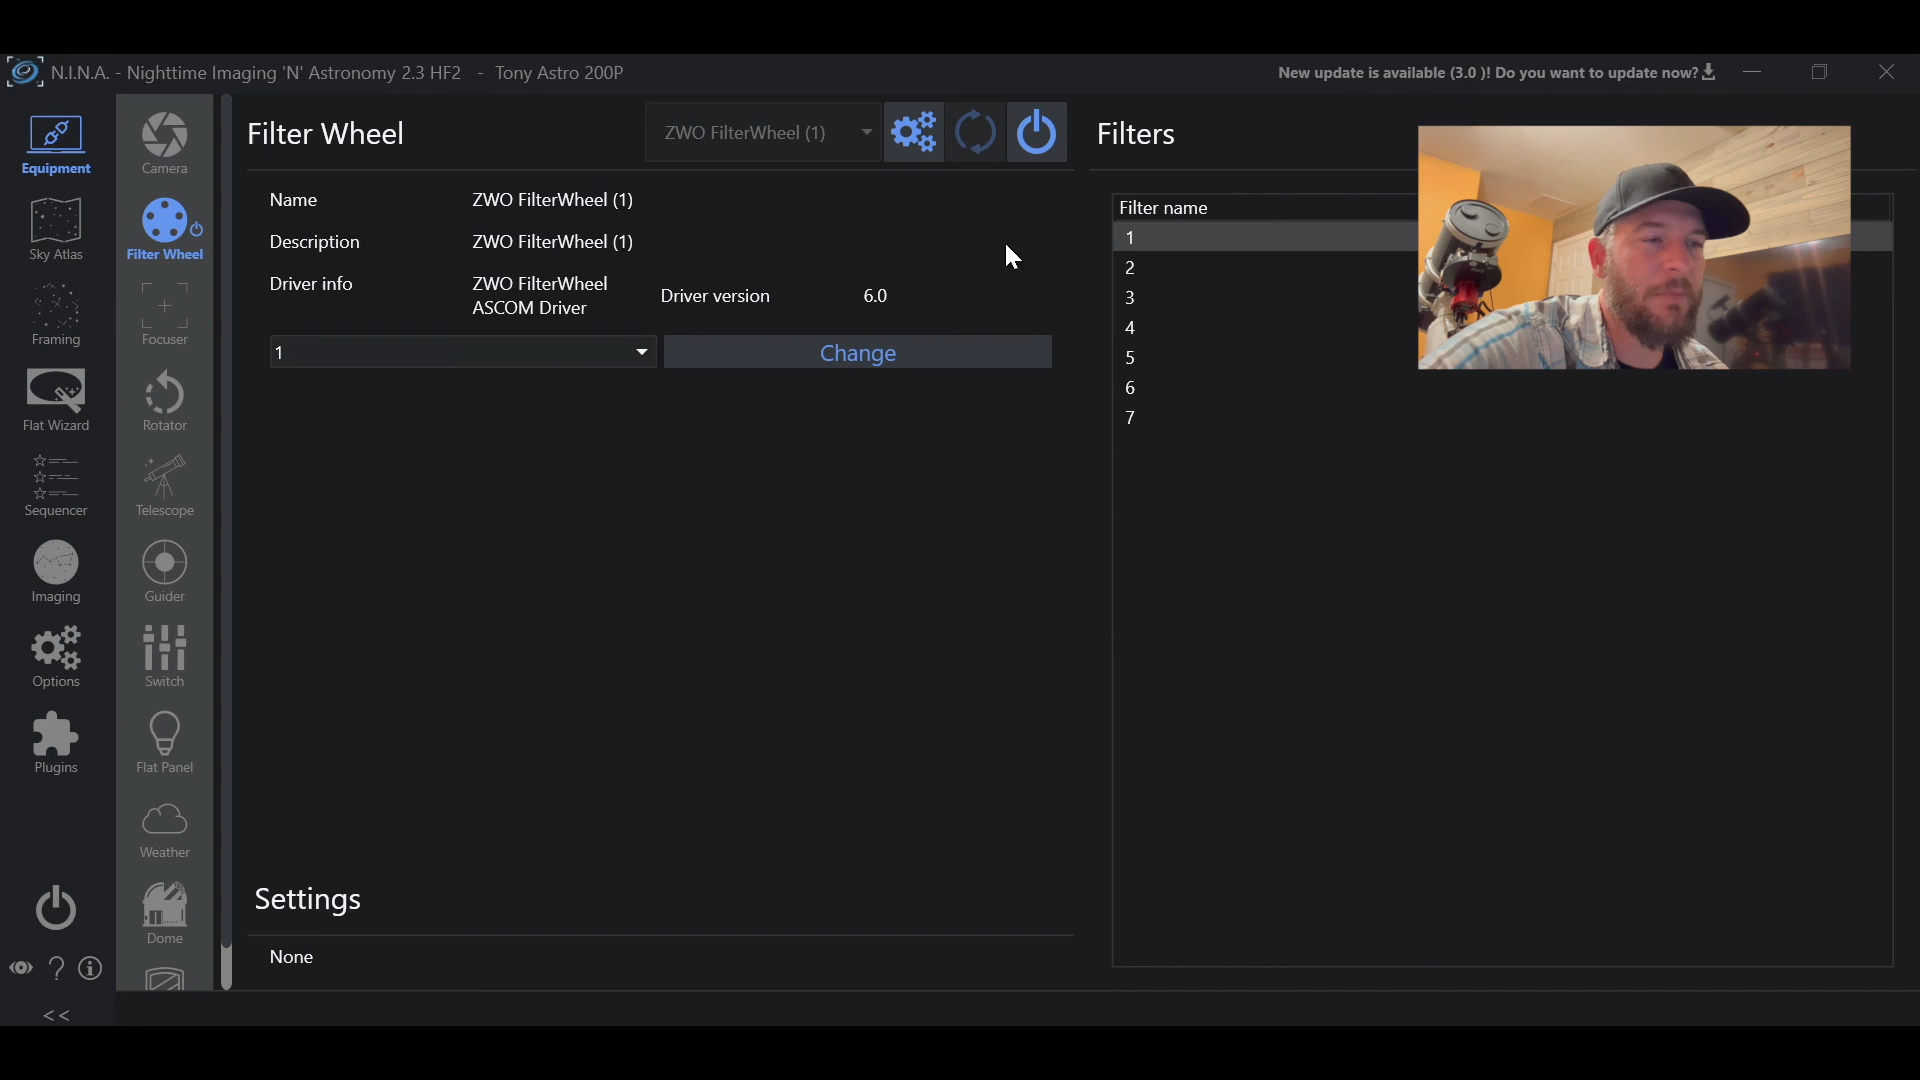 N.I.N.A. - Nighttime Imaging 'N' Astronomy 2.3 HF2 - Tony Astro 200P
New update is available (3.0 )! Do you want to update now?
Equipment
Sky Atlas
Framing
Flat Wizard
Sequencer
Imaging
Options
Plugins
?
<<
Camera
Filter Wheel
Focuser
Rotator
Telescope
Guider
Switch
Flat Panel
Weather
Dome
Filter Wheel
ZWO FilterWheel (1)
Name ZWO FilterWheel (1)
Description ZWO FilterWheel (1)
Driver info ZWO FilterWheel ASCOM Driver Driver version 6.0
1 Change
Settings
None
Filters
Filter name
1
2
3
4
5
6
7